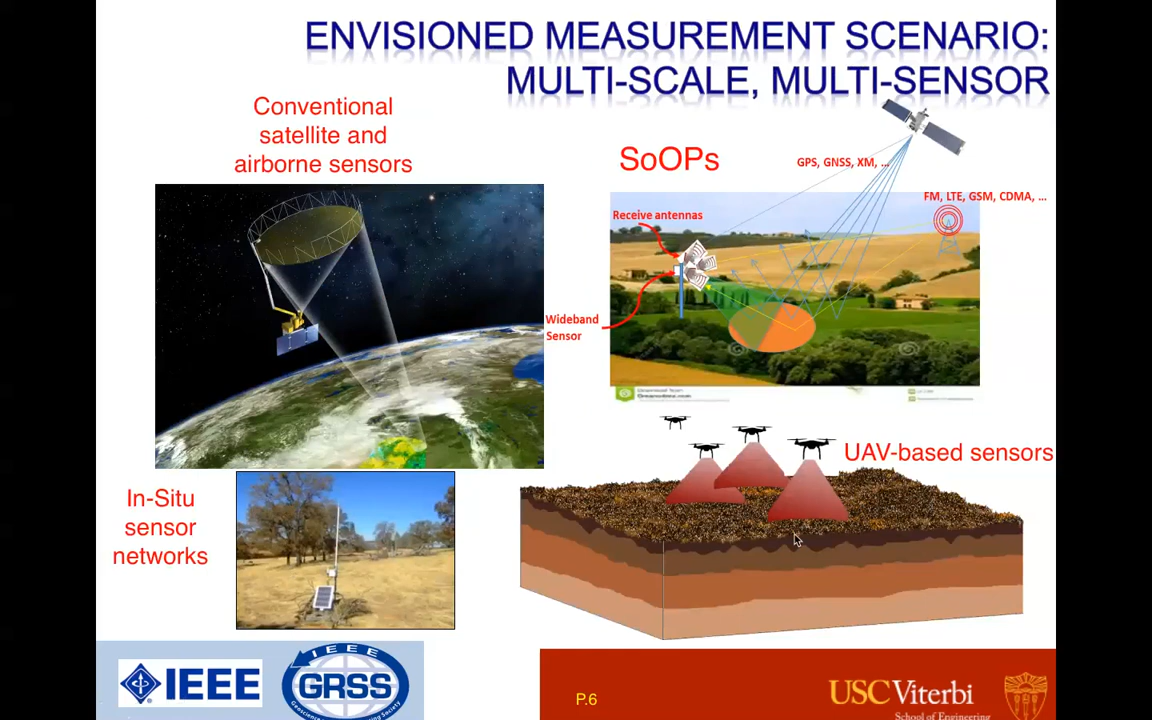 ENVISIONED MEASUREMENT SCENARIO:
MULTI-SCALE, MULTI-SENSOR
Conventional
satellite and
airborne sensors
SoOPs
GPS, GNSS, XM, ...
FM, LTE, GSM, CDMA, ...
Receive antennas
Wideband
Sensor
UAV-based sensors
In-Situ
sensor
networks
IEEE
IEEE
GRSS
P.6
USC Viterbi
School of Engineering